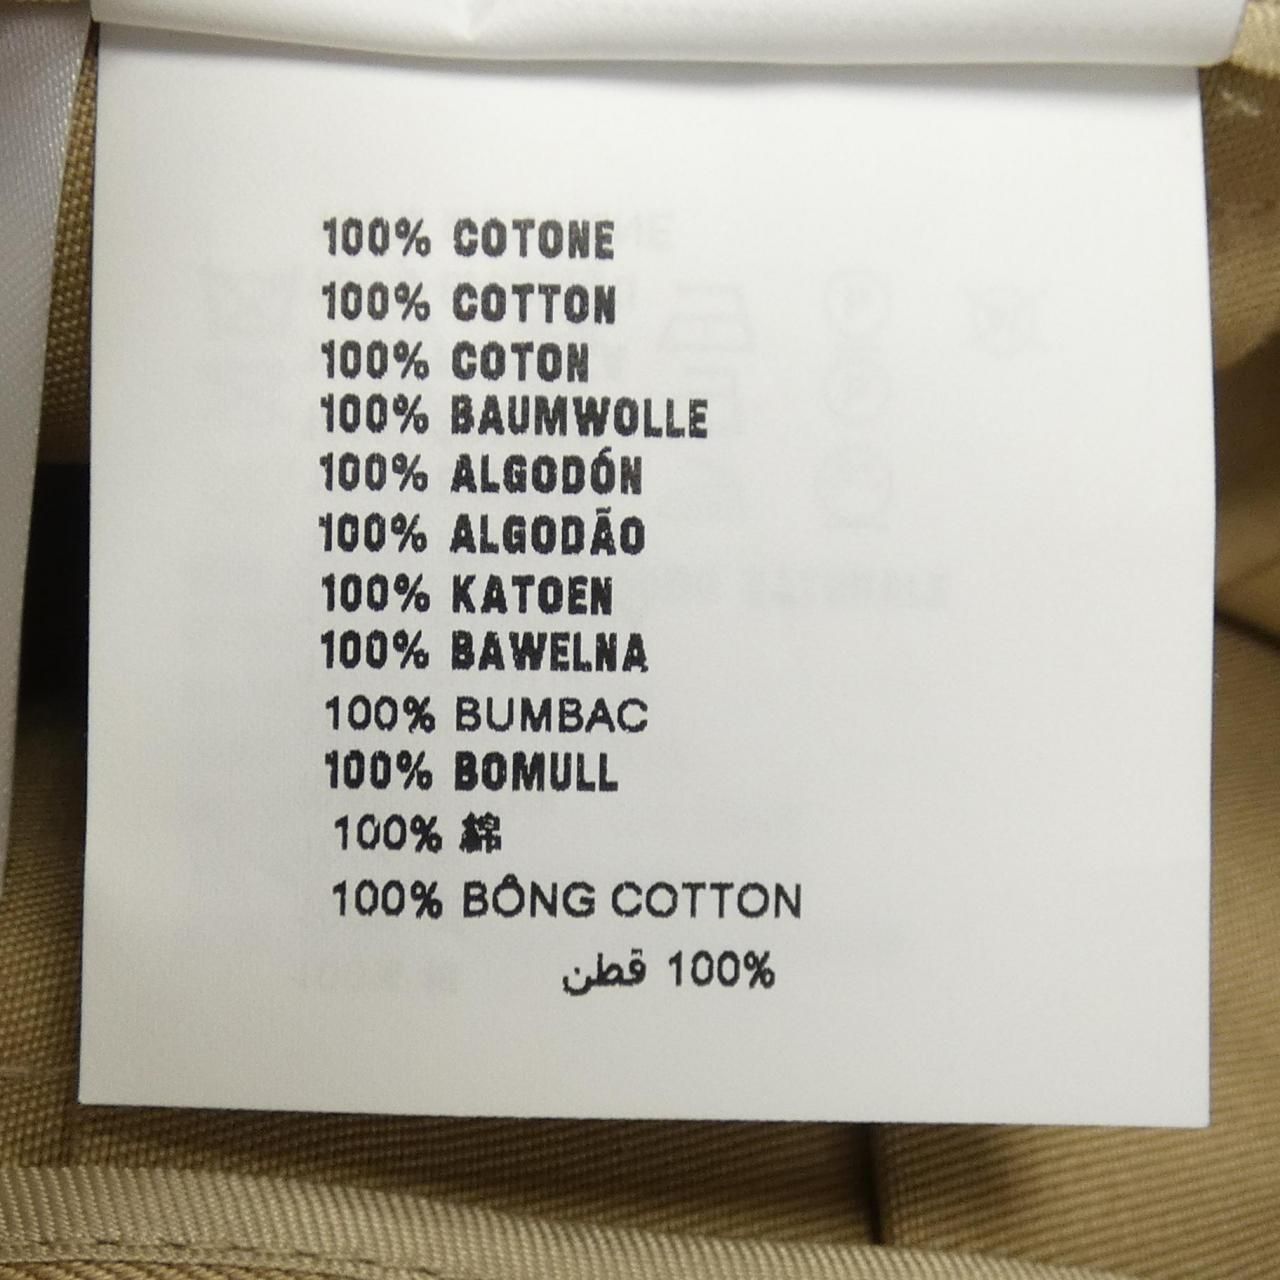 100% COTONE
100% COTTON
100% COTON
100% BAUMWOLLE
100% ALGODÓN
100% ALGODÃO
100% KATOEN
100% BAWELNA
100% BUMBAC
100% BOMULL
100% 綿
100% BÔNG COTTON
100% قطن